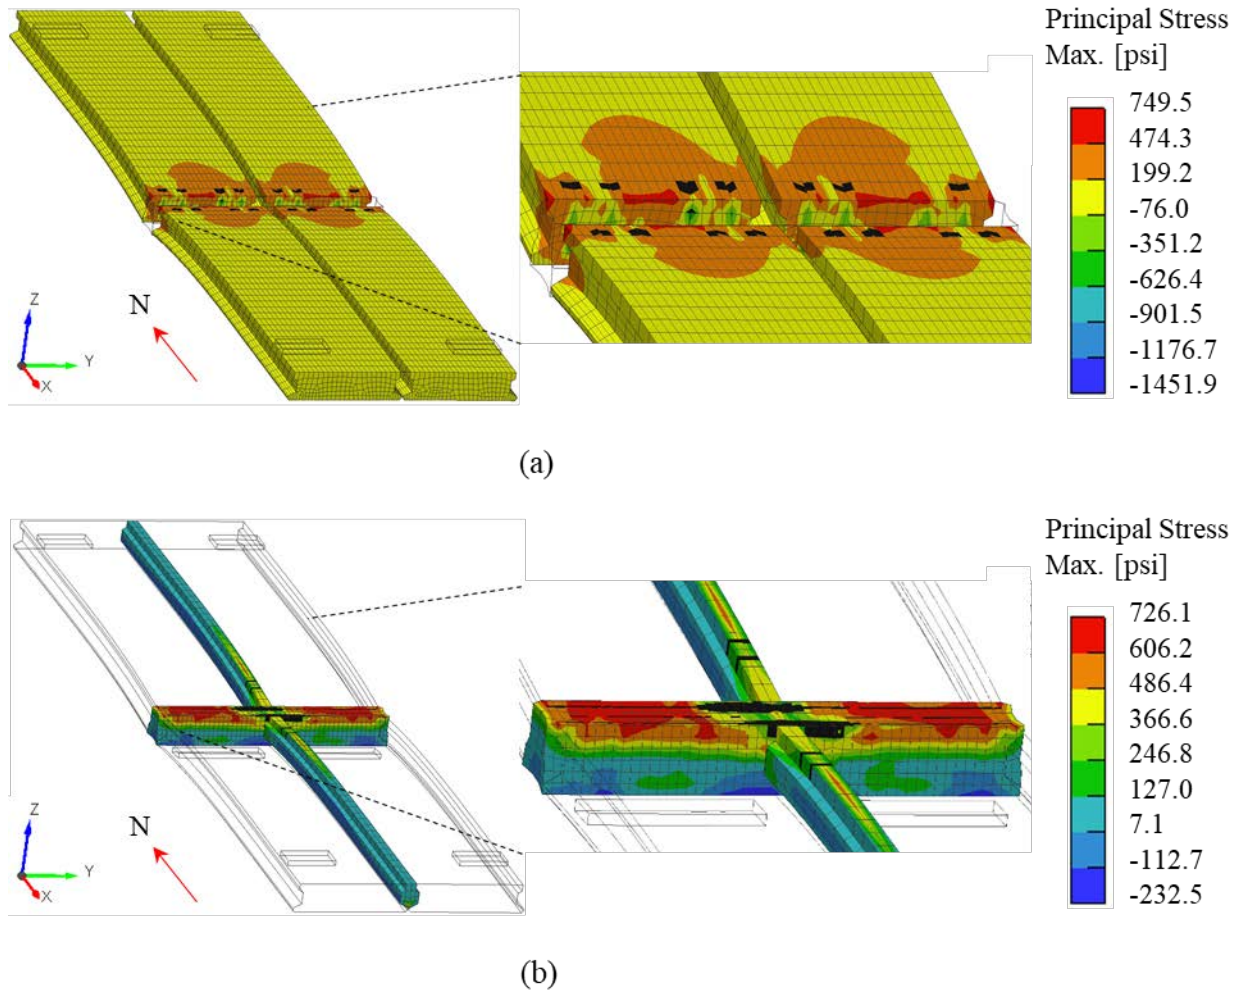 Principal Stress
Max. [psi]
749.5
474.3
199.2
-76.0
-351.2
-626.4
-901.5
-1176.7
-1451.9
N
Z
Y
X
(a)
Principal Stress
Max. [psi]
726.1
606.2
486.4
366.6
246.8
127.0
7.1
-112.7
-232.5
N
Z
Y
X
(b)